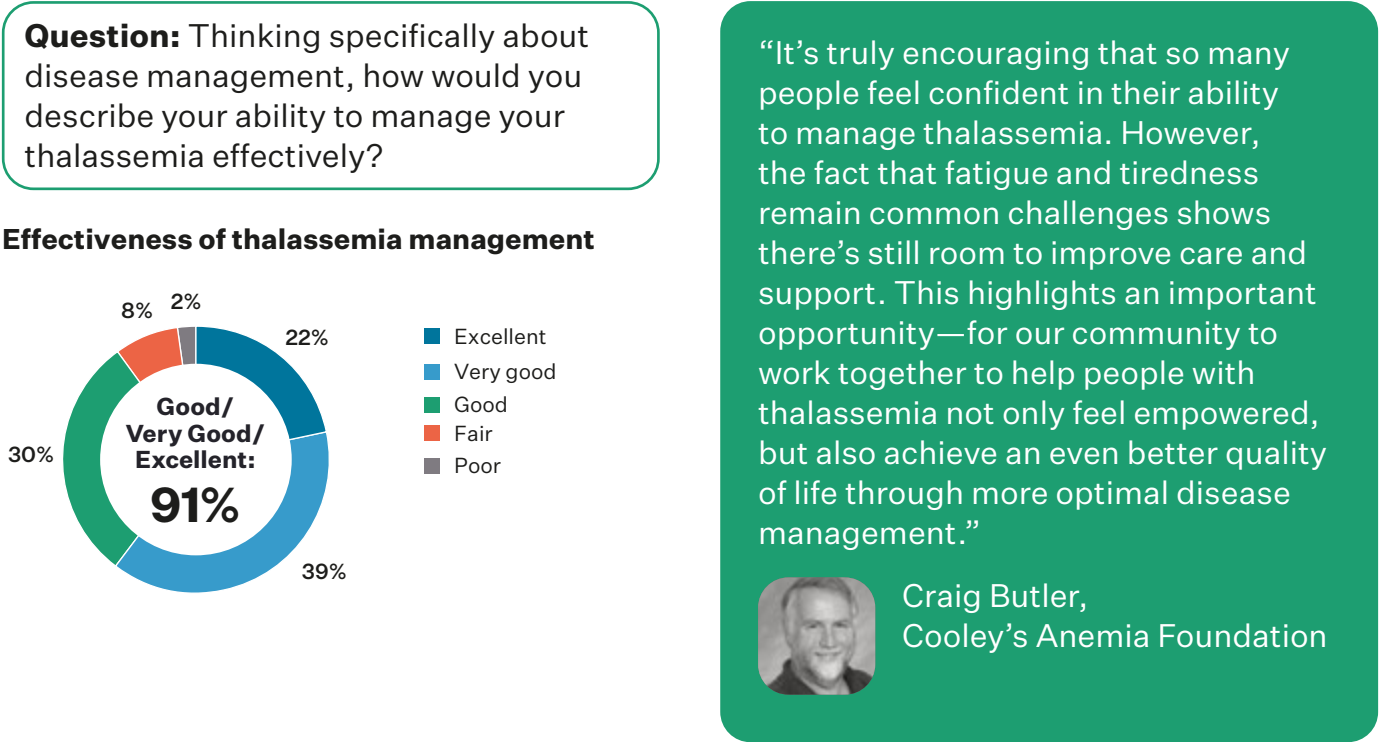 Question: Thinking specifically about
disease management, how would you
describe your ability to manage your
thalassemia effectively?
Effectiveness of thalassemia management
8%
2%
22%
30%
39%
Good/
Very Good/
Excellent:
91%
Excellent
Very good
Good
Fair
Poor
“It’s truly encouraging that so many
people feel confident in their ability
to manage thalassemia. However,
the fact that fatigue and tiredness
remain common challenges shows
there’s still room to improve care and
support. This highlights an important
opportunity—for our community to
work together to help people with
thalassemia not only feel empowered,
but also achieve an even better quality
of life through more optimal disease
management.”
Craig Butler,
Cooley’s Anemia Foundation